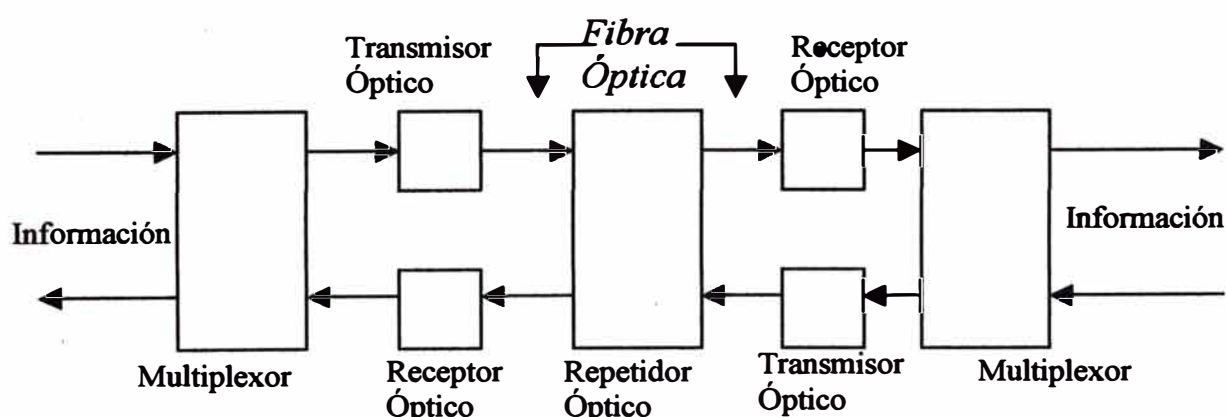 Transmisor
Óptico
Fibra
Óptica
Receptor
Óptico
Información
Información
Multiplexor
Receptor
Óptico
Repetidor
Óptico
Transmisor
Óptico
Multiplexor